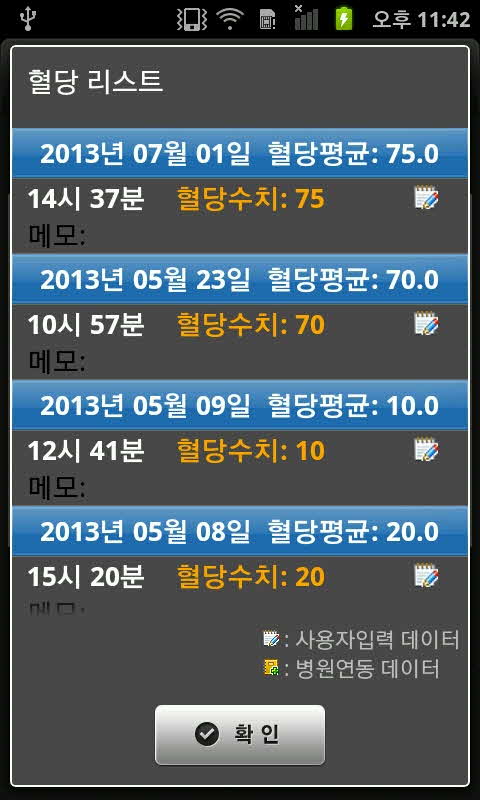 오후 11:42
혈당 리스트
2013년 07월 01일 혈당평균: 75.0
14시 37분 혈당수치: 75
메모:
2013년 05월 23일 혈당평균: 70.0
10시 57분 혈당수치: 70
메모:
2013년 05월 09일 혈당평균: 10.0
12시 41분 혈당수치: 10
메모:
2013년 05월 08일 혈당평균: 20.0
15시 20분 혈당수치: 20
메모:
: 사용자입력 데이터
: 병원연동 데이터
확 인